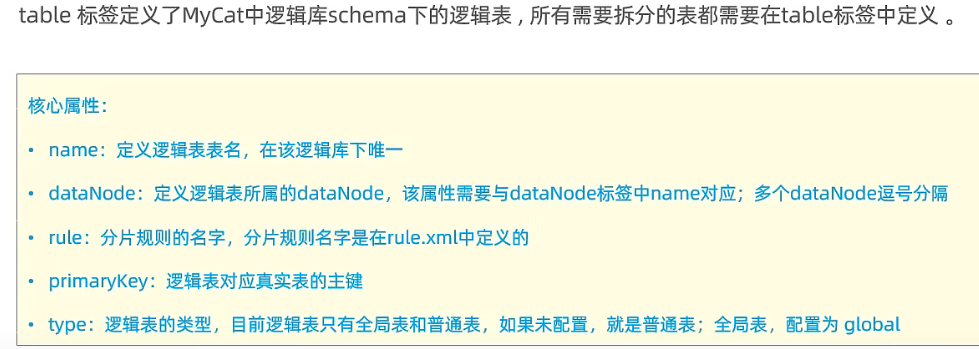 table 标签定义了MyCat中逻辑库schema下的逻辑表 , 所有需要拆分的表都需要在table标签中定义 。
核心属性：
• name：定义逻辑表表名，在该逻辑库下唯一
• dataNode：定义逻辑表所属的dataNode，该属性需要与dataNode标签中name对应；多个dataNode逗号分隔
• rule：分片规则的名字，分片规则名字是在rule.xml中定义的
• primaryKey：逻辑表对应真实表的主键
• type：逻辑表的类型，目前逻辑表只有全局表和普通表，如果未配置，就是普通表；全局表，配置为 global